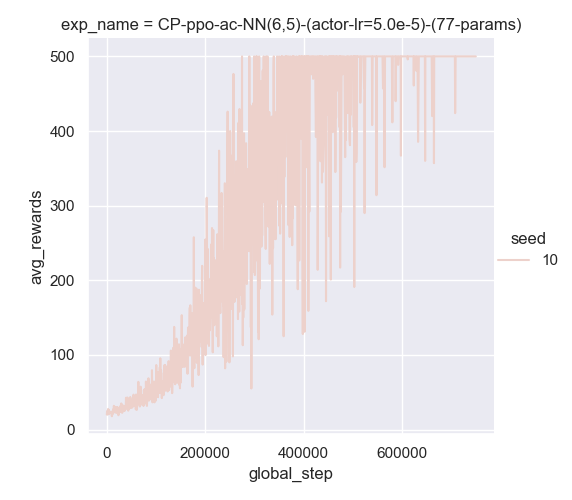 exp_name = CP-ppo-ac-NN(6,5)-(actor-lr=5.0e-5)-(77-params)
500
400
300
200
100
0
avg_rewards
0 200000 400000 600000
global_step
seed
10